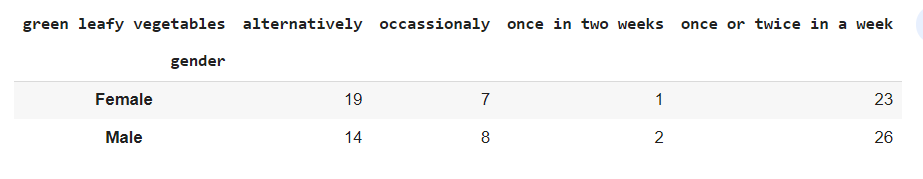 green leafy vegetables alternatively occassionaly once in two weeks once or twice in a week
gender
Female 19 7 1 23
Male 14 8 2 26